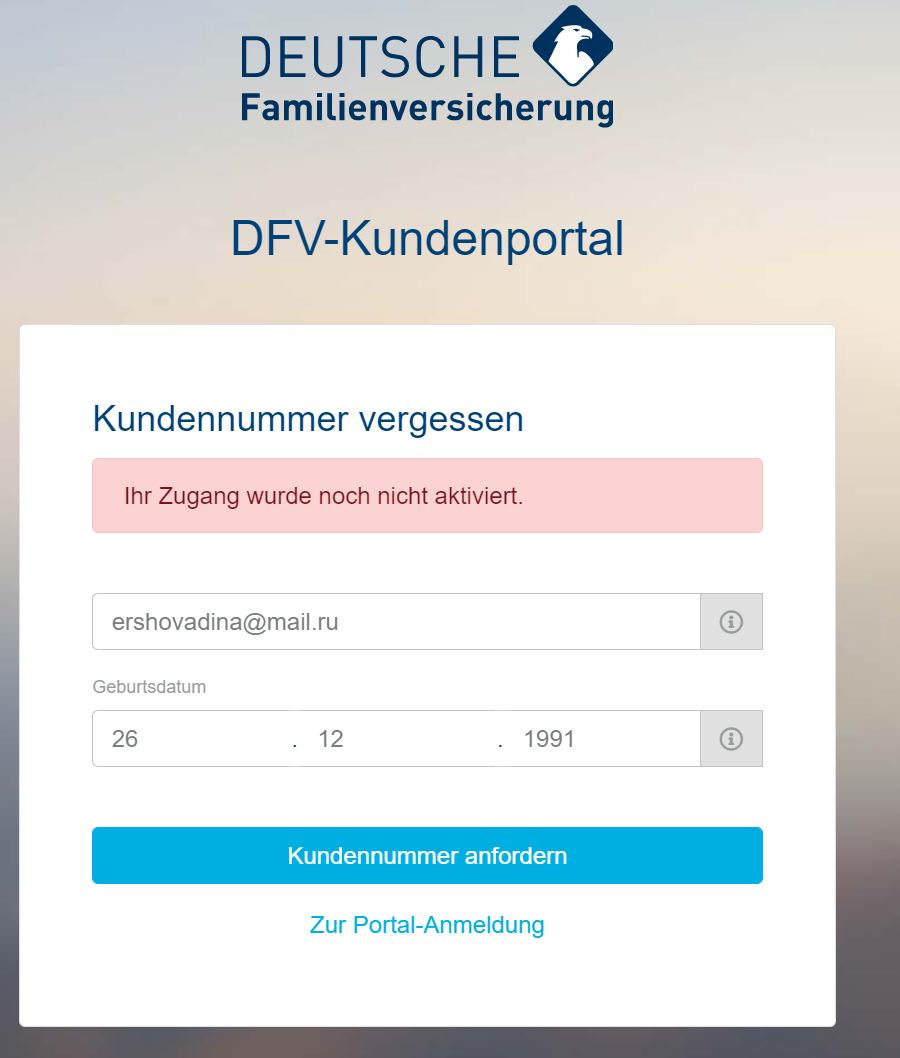 DEUTSCHE
Familienversicherung
DFV-Kundenportal
Kundennummer vergessen
Ihr Zugang wurde noch nicht aktiviert.
ershovadina@mail.ru
Geburtsdatum
26 . 12 . 1991
Kundennummer anfordern
Zur Portal-Anmeldung